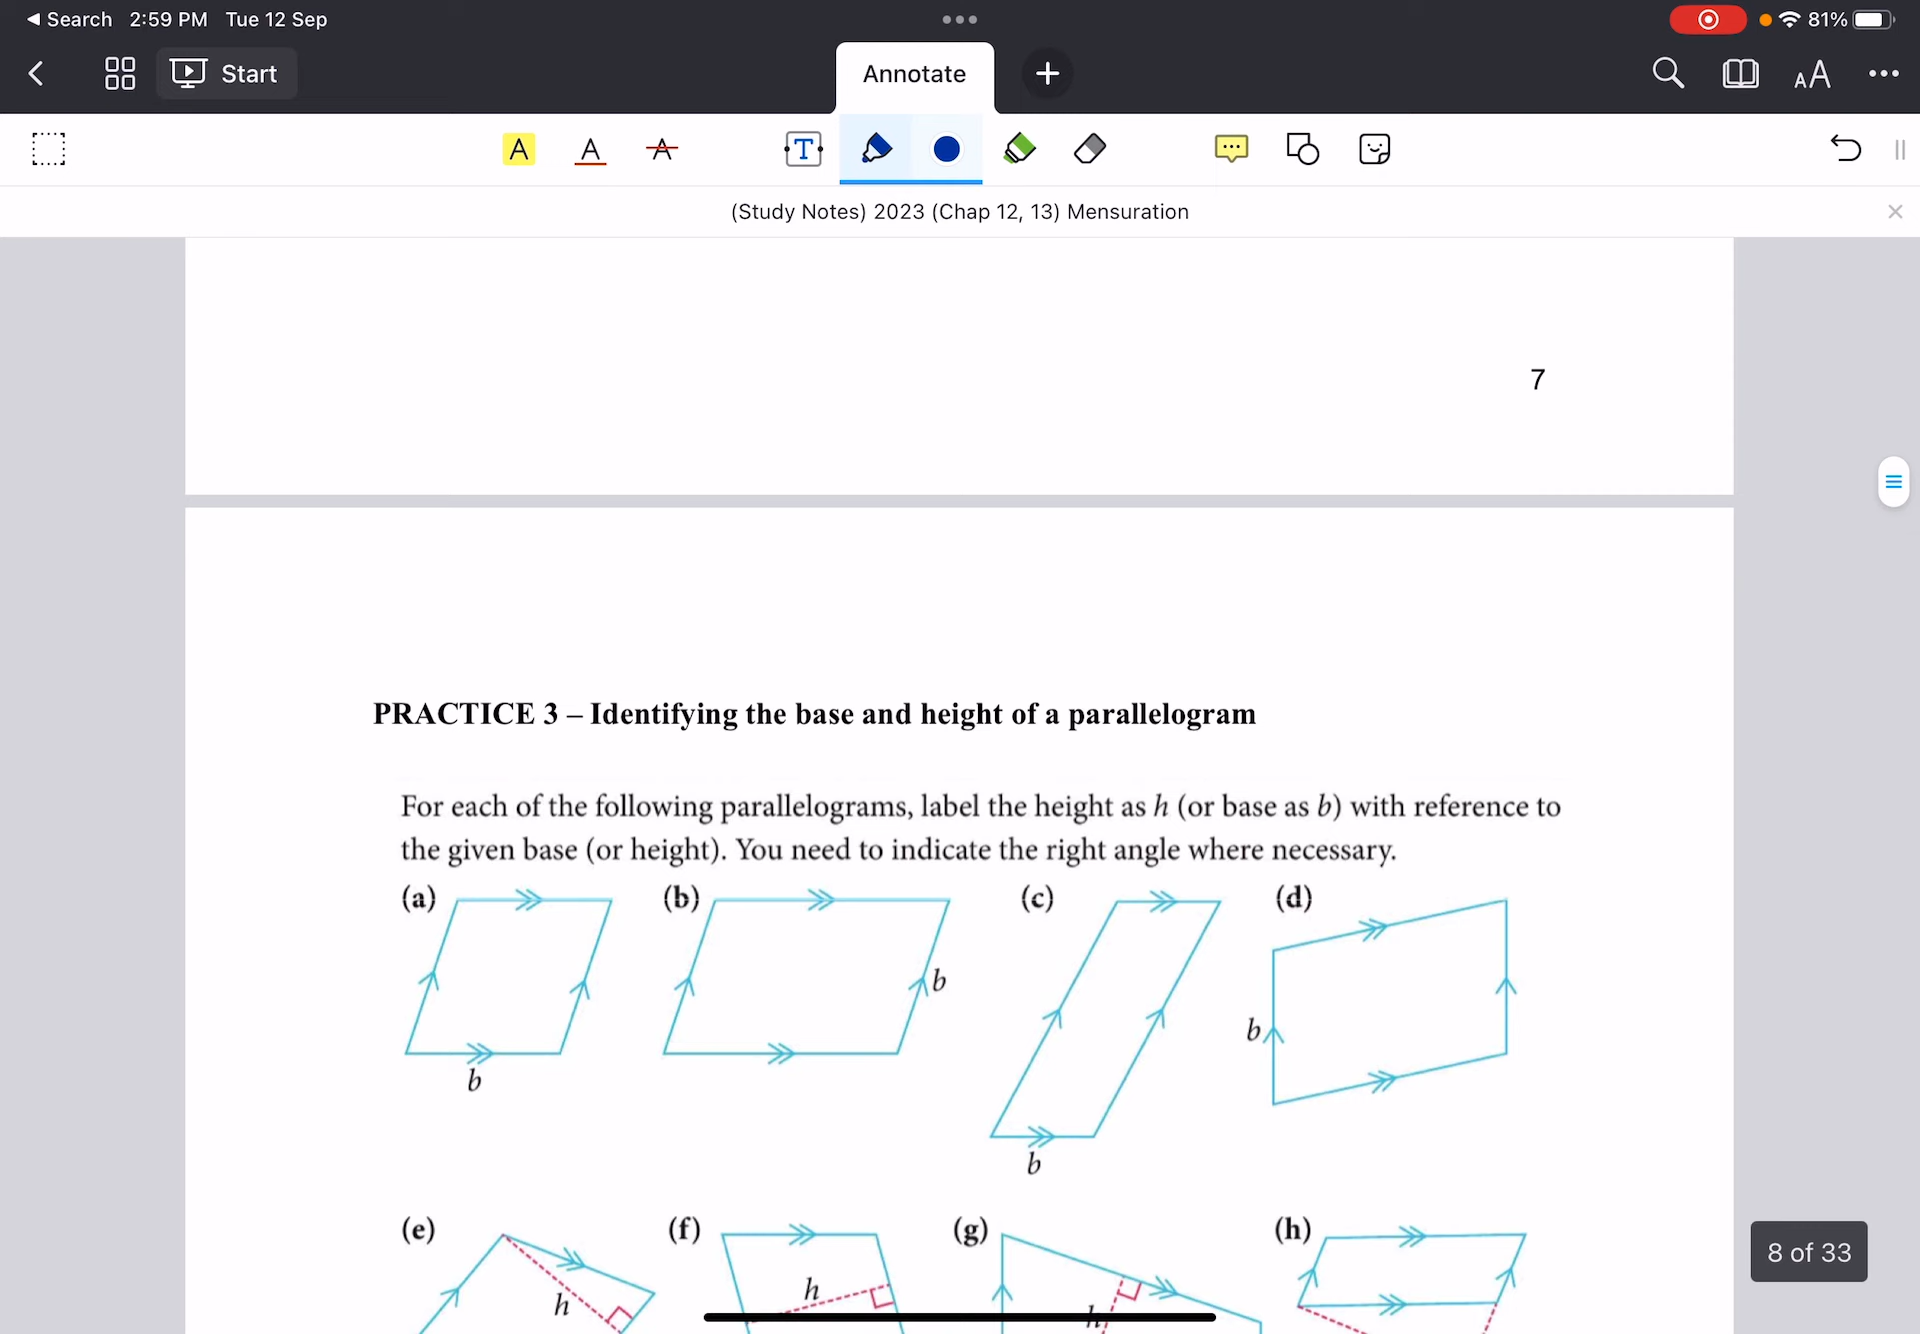 Search 2:59 PM Tue 12 Sep
81%
Start
Annotate
AA
A A A T
(Study Notes) 2023 (Chap 12, 13) Mensuration
7
PRACTICE 3 – Identifying the base and height of a parallelogram
For each of the following parallelograms, label the height as h (or base as b) with reference to
the given base (or height). You need to indicate the right angle where necessary.
(a) (b) (c) (d)
b
b
b
b
(e) (f) (g) (h)
h
h
h
8 of 33